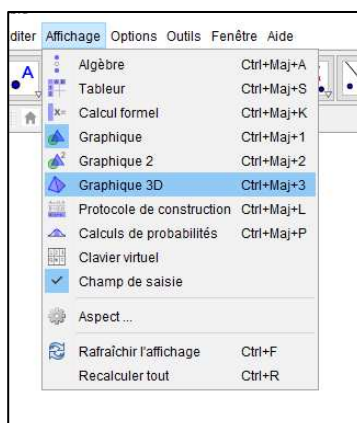 diter Affichage Options Outils Fenêtre Aide
A
Algèbre Ctrl+Maj+A
Tableur Ctrl+Maj+S
x= Calcul formel Ctrl+Maj+K
Graphique Ctrl+Maj+1
2 Graphique 2 Ctrl+Maj+2
Graphique 3D Ctrl+Maj+3
Protocole de construction Ctrl+Maj+L
Calculs de probabilités Ctrl+Maj+P
Clavier virtuel
Champ de saisie
Aspect ...
Rafraîchir l'affichage Ctrl+F
Recalculer tout Ctrl+R